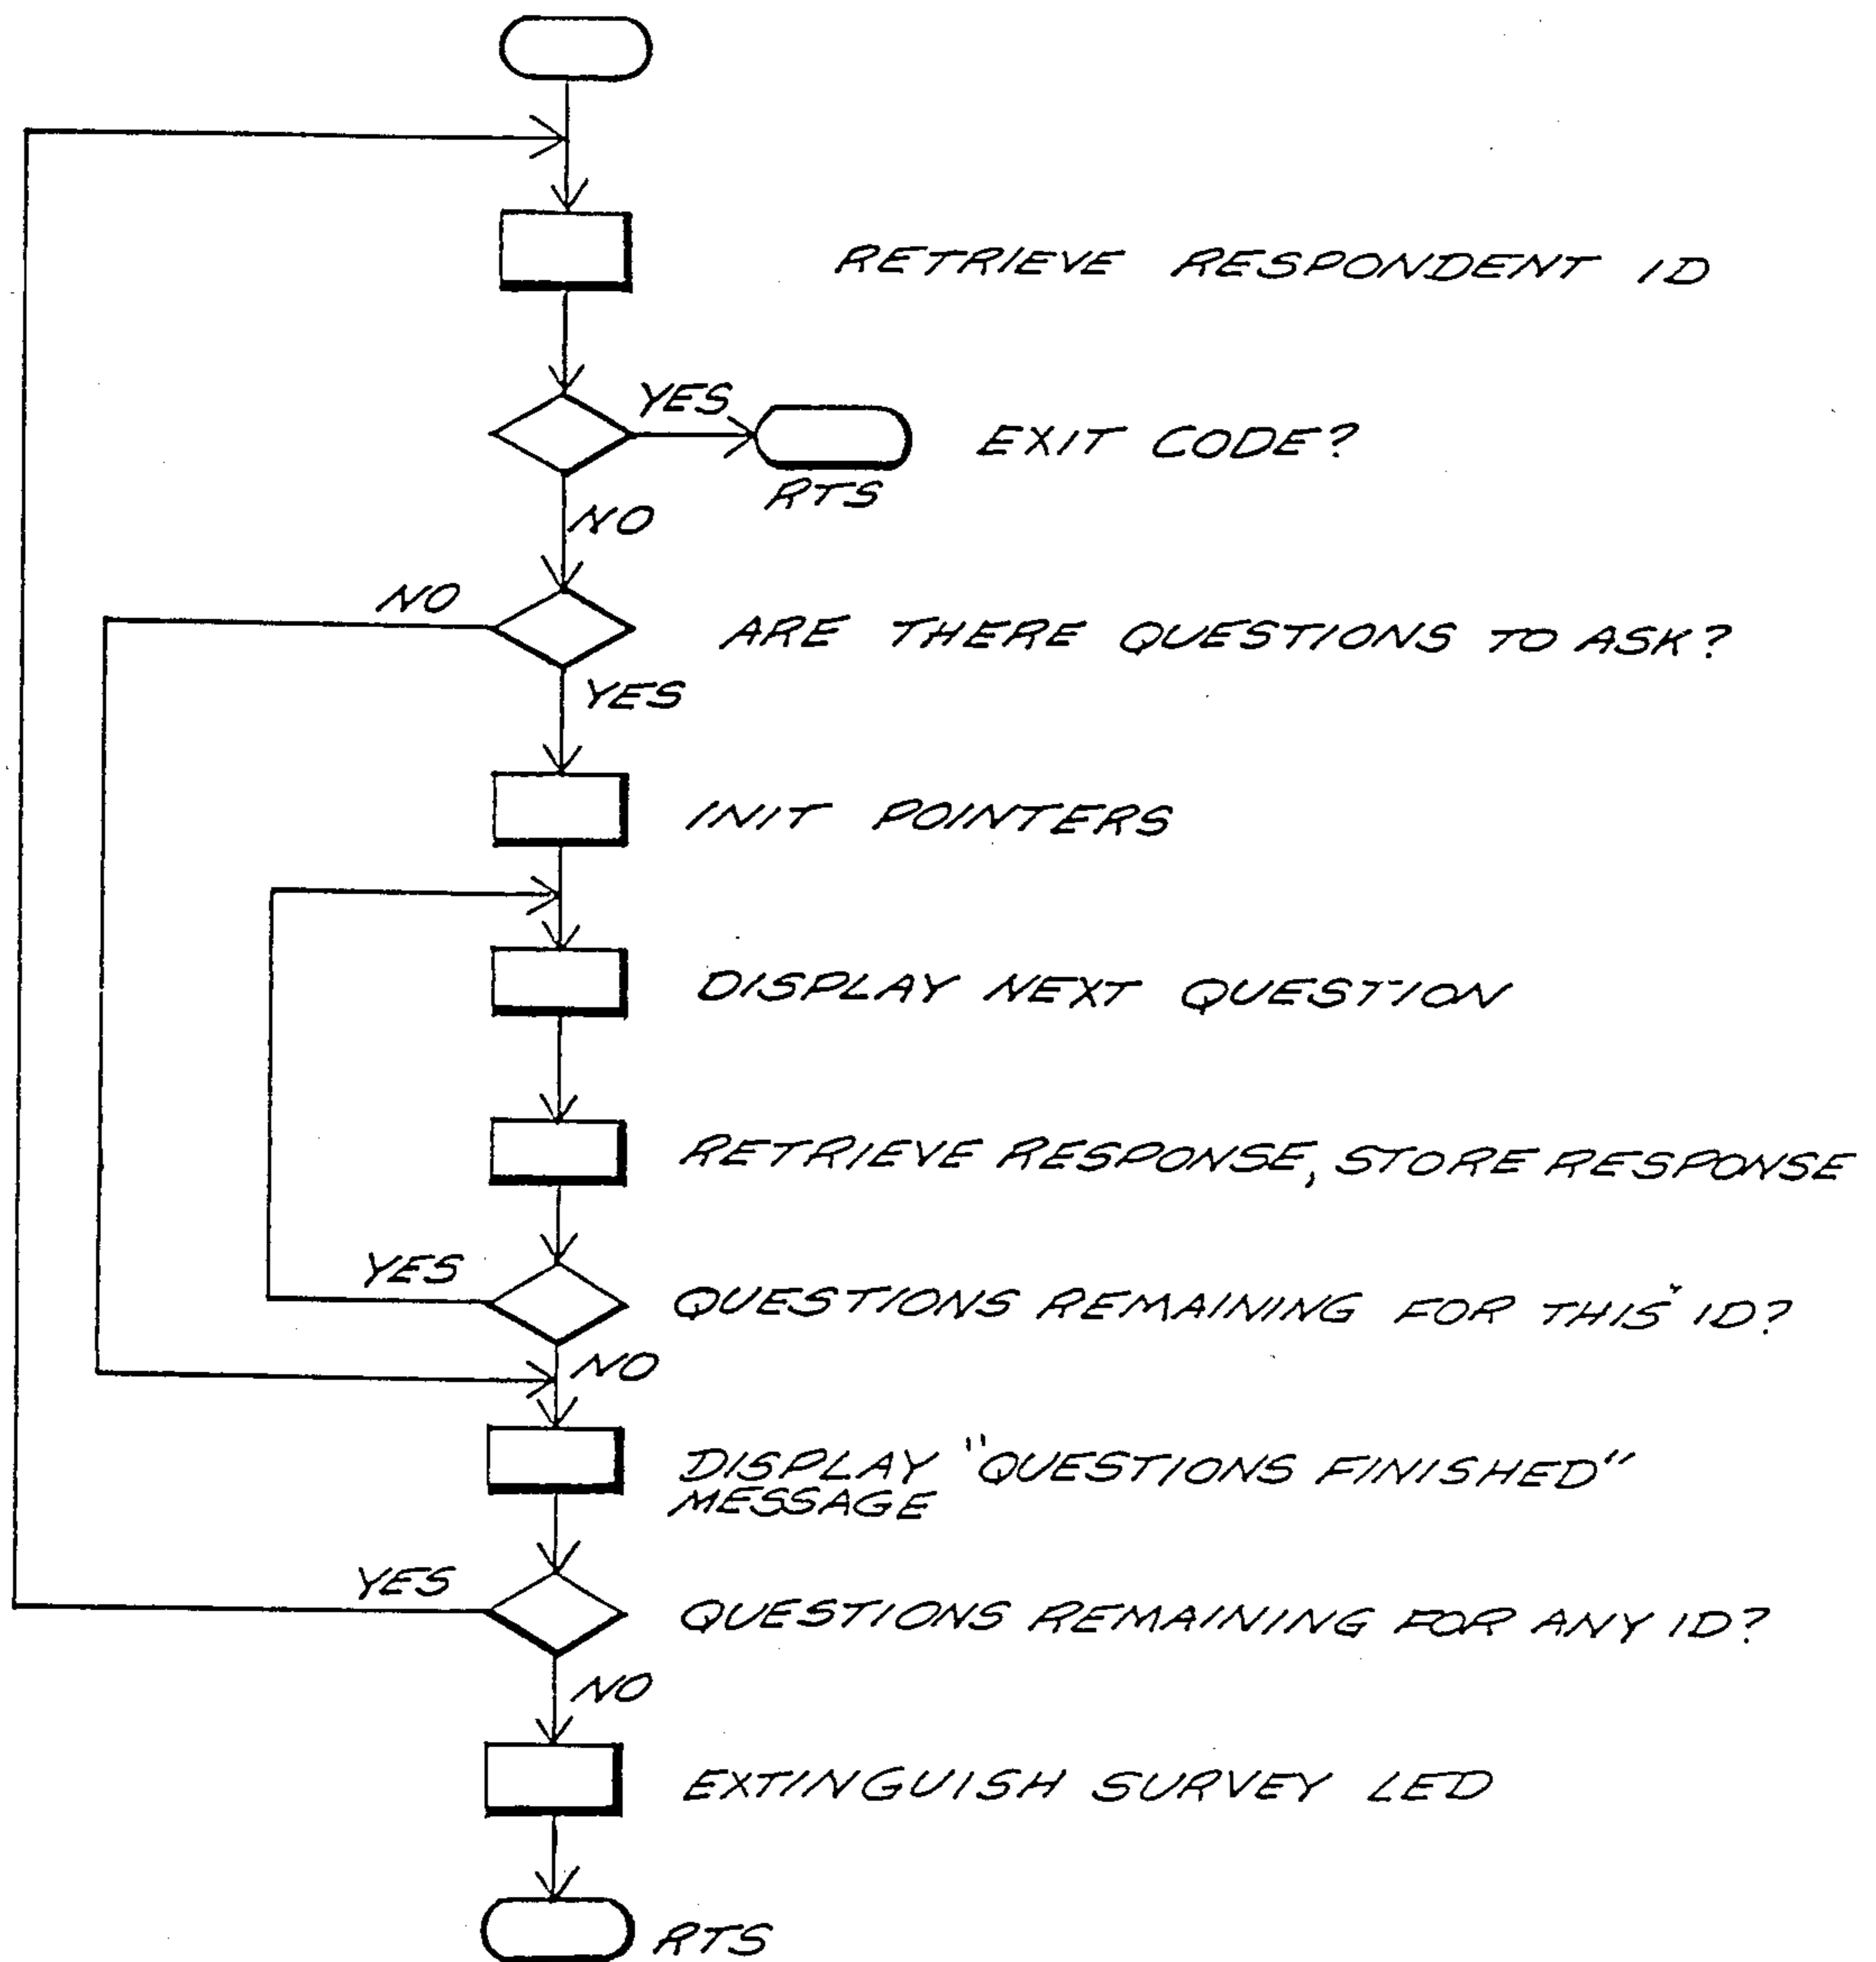 RETRIEVE RESPONDENT ID
YES
EXIT CODE?
RTS
NO
NO
ARE THERE QUESTIONS TO ASK?
YES
INIT POINTERS
DISPLAY NEXT QUESTION
RETRIEVE RESPONSE, STORE RESPONSE
YES
QUESTIONS REMAINING FOR THIS ID?
NO
DISPLAY "QUESTIONS FINISHED"
MESSAGE
YES
QUESTIONS REMAINING FOR ANY ID?
NO
EXTINGUISH SURVEY LED
RTS